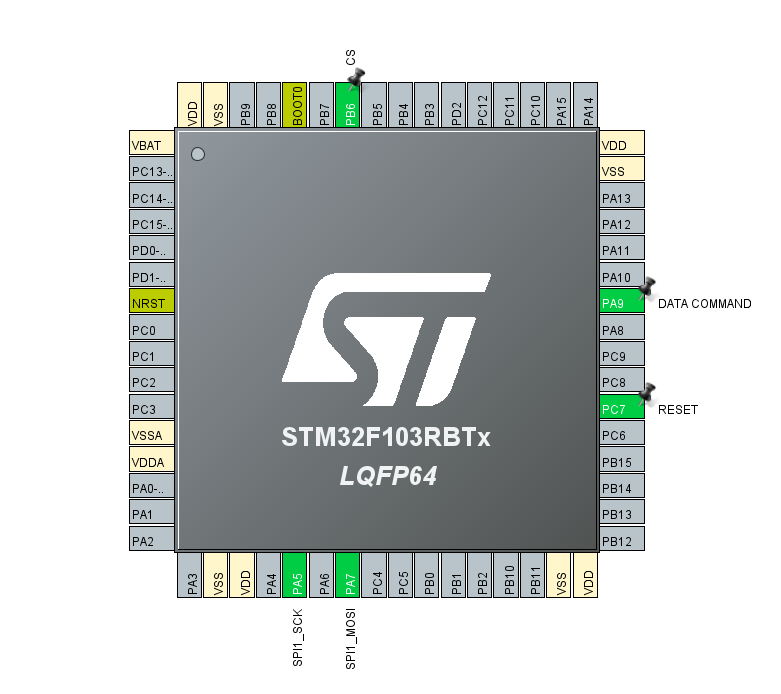 CS
VDD
VSS
PB9
PB8
BOOT0
PB7
PB6
PB5
PB4
PB3
PD2
PC12
PC11
PC10
PA15
PA14
VBAT
PC13-..
PC14-..
PC15-..
PD0-..
PD1-..
NRST
PC0
PC1
PC2
PC3
VSSA
VDDA
PA0-..
PA1
PA2
ST
STM32F103RBTx
LQFP64
VDD
VSS
PA13
PA12
PA11
PA10
PA9 DATA COMMAND
PA8
PC9
PC8
PC7 RESET
PC6
PB15
PB14
PB13
PB12
PA3
VSS
VDD
PA4
PA5
PA6
PA7
PC4
PC5
PB0
PB1
PB2
PB10
PB11
VSS
VDD
SPI1_SCK
SPI1_MOSI